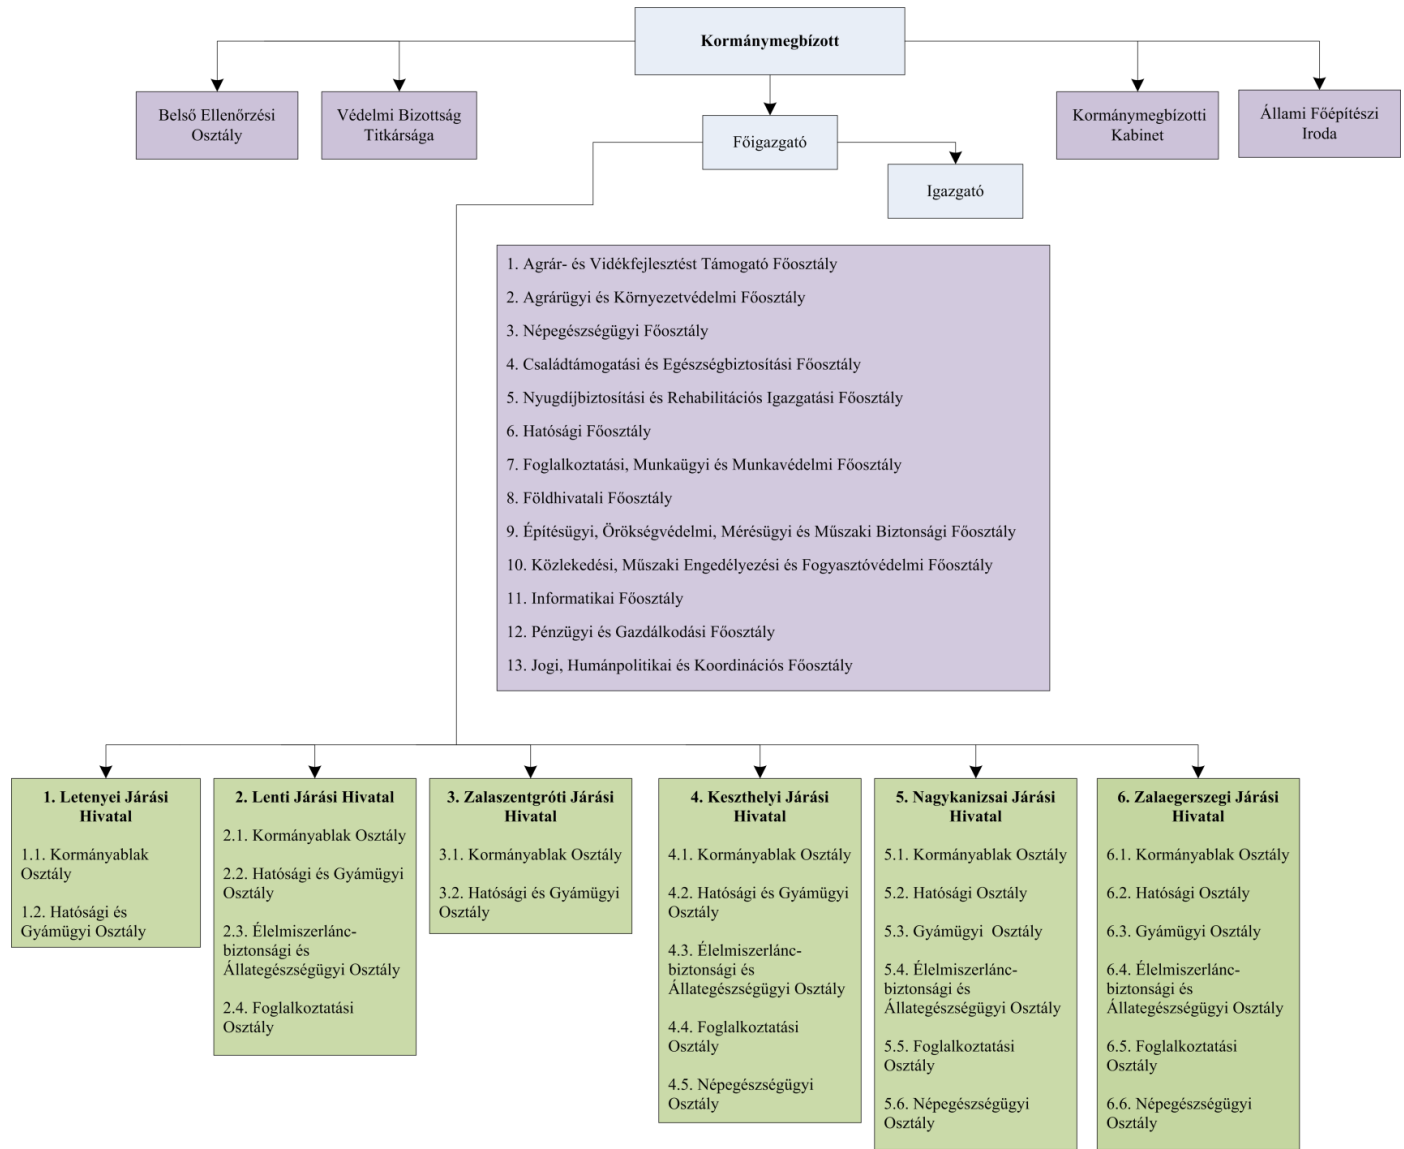 Kormánymegbízott
Belső Ellenőrzési
Osztály
Védelmi Bizottság
Titkársága
Kormánymegbízotti
Kabinet
Állami Főépítészi
Iroda
Főigazgató
Igazgató
1. Agrár- és Vidékfejlesztést Támogató Főosztály
2. Agrárügyi és Környezetvédelmi Főosztály
3. Népegészségügyi Főosztály
4. Családtámogatási és Egészségbiztosítási Főosztály
5. Nyugdíjbiztosítási és Rehabilitációs Igazgatási Főosztály
6. Hatósági Főosztály
7. Foglalkoztatási, Munkaügyi és Munkavédelmi Főosztály
8. Földhivatali Főosztály
9. Építésügyi, Örökségvédelmi, Mérésügyi és Műszaki Biztonsági Főosztály
10. Közlekedési, Műszaki Engedélyezési és Fogyasztóvédelmi Főosztály
11. Informatikai Főosztály
12. Pénzügyi és Gazdálkodási Főosztály
13. Jogi, Humánpolitikai és Koordinációs Főosztály
1. Letenyei Járási
Hivatal
1.1. Kormányablak
Osztály
1.2. Hatósági és
Gyámügyi Osztály
2. Lenti Járási Hivatal
2.1. Kormányablak Osztály
2.2. Hatósági és Gyámügyi
Osztály
2.3. Élelmiszerlánc-
biztonsági és
Állategészségügyi Osztály
2.4. Foglalkoztatási
Osztály
3. Zalaszentgróti Járási
Hivatal
3.1. Kormányablak Osztály
3.2. Hatósági és Gyámügyi
Osztály
4. Keszthelyi Járási
Hivatal
4.1. Kormányablak Osztály
4.2. Hatósági és Gyámügyi
Osztály
4.3. Élelmiszerlánc-
biztonsági és
Állategészségügyi Osztály
4.4. Foglalkoztatási
Osztály
4.5. Népegészségügyi
Osztály
5. Nagykanizsai Járási
Hivatal
5.1. Kormányablak Osztály
5.2. Hatósági Osztály
5.3. Gyámügyi Osztály
5.4. Élelmiszerlánc-
biztonsági és
Állategészségügyi Osztály
5.5. Foglalkoztatási
Osztály
5.6. Népegészségügyi
Osztály
6. Zalaegerszegi Járási
Hivatal
6.1. Kormányablak Osztály
6.2. Hatósági Osztály
6.3. Gyámügyi Osztály
6.4. Élelmiszerlánc-
biztonsági és
Állategészségügyi Osztály
6.5. Foglalkoztatási
Osztály
6.6. Népegészségügyi
Osztály